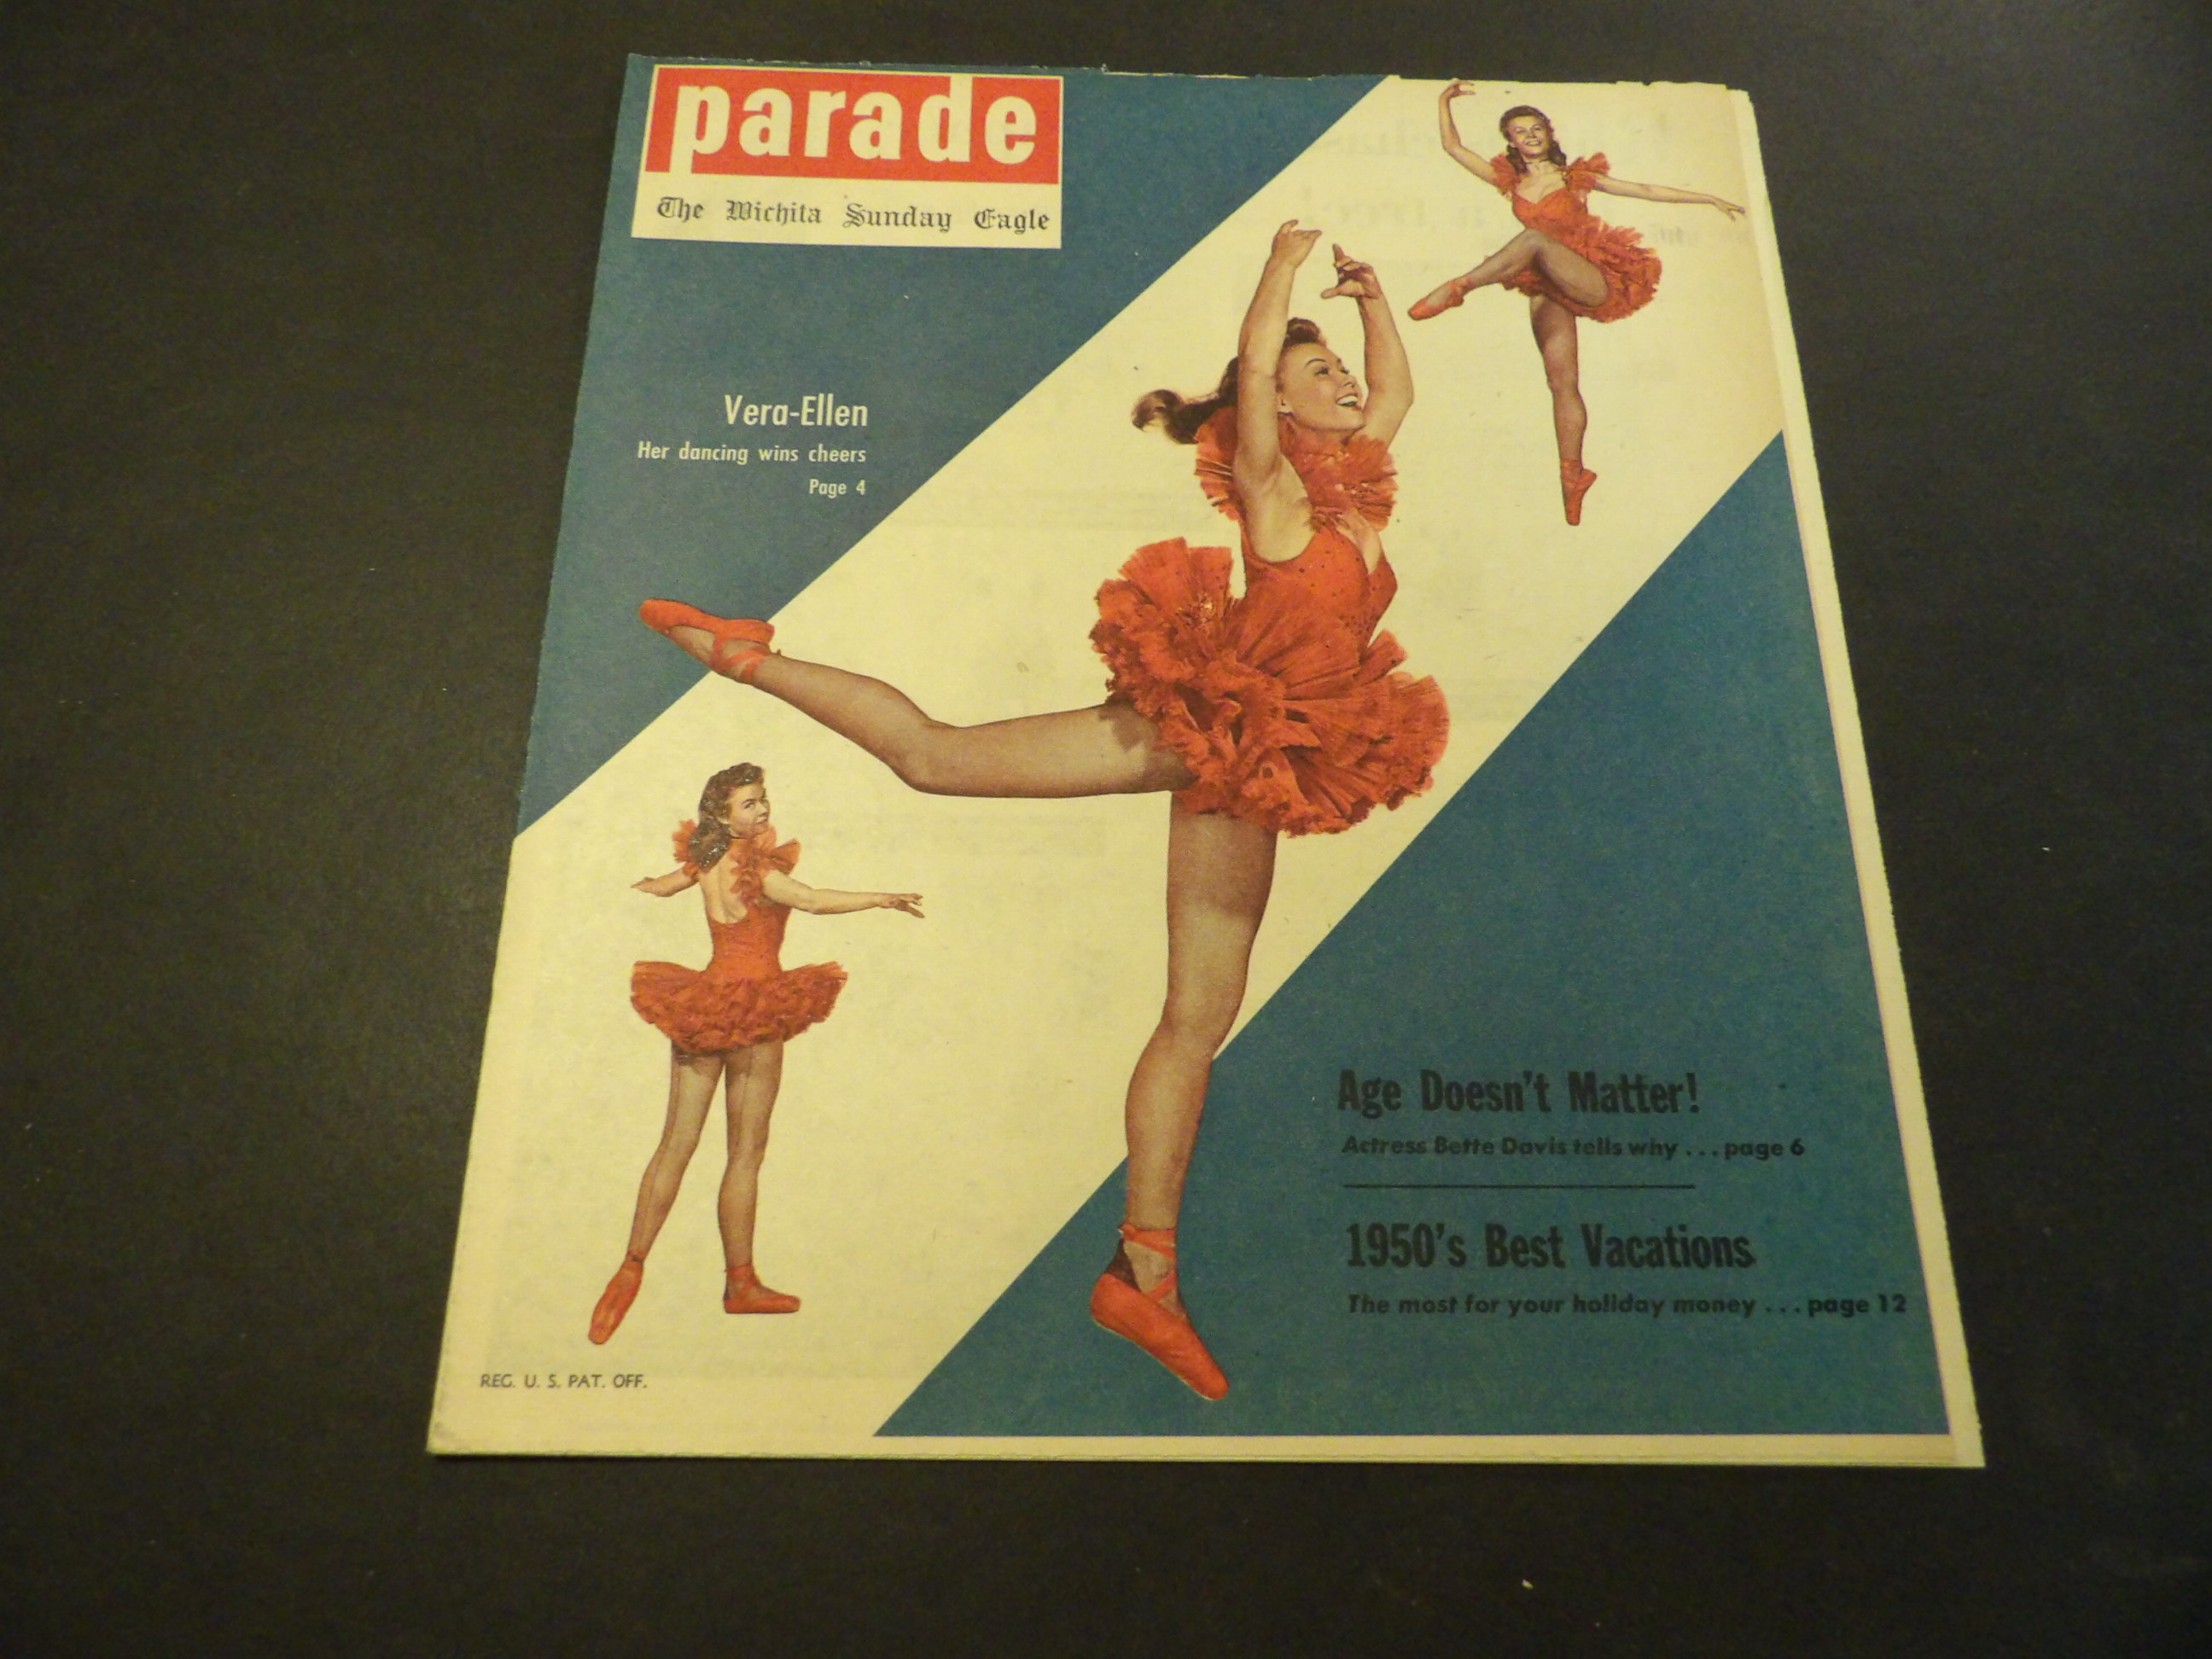 parade
The Wichita Sunday Eagle
Vera-Ellen
Her dancing wins cheers
Page 4
Age Doesn't Matter!
Actress Bette Davis tells why ... page 6
1950's Best Vacations
The most for your holiday money ... page 12
REG. U. S. PAT. OFF.